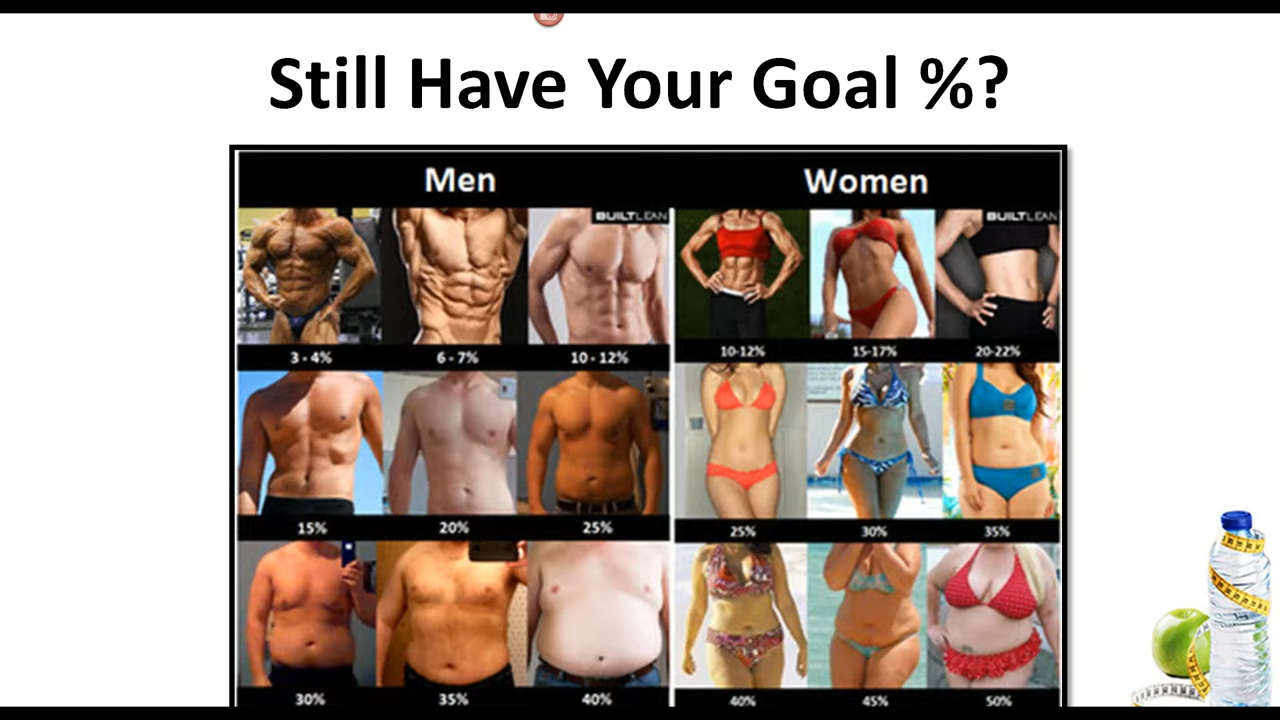 Still Have Your Goal %?
Men
Women
BUILTLEAN
BUILTLEAN
3 - 4%
6 - 7%
10 - 12%
10-12%
15-17%
20-22%
15%
20%
25%
25%
30%
35%
30%
35%
40%
40%
45%
50%